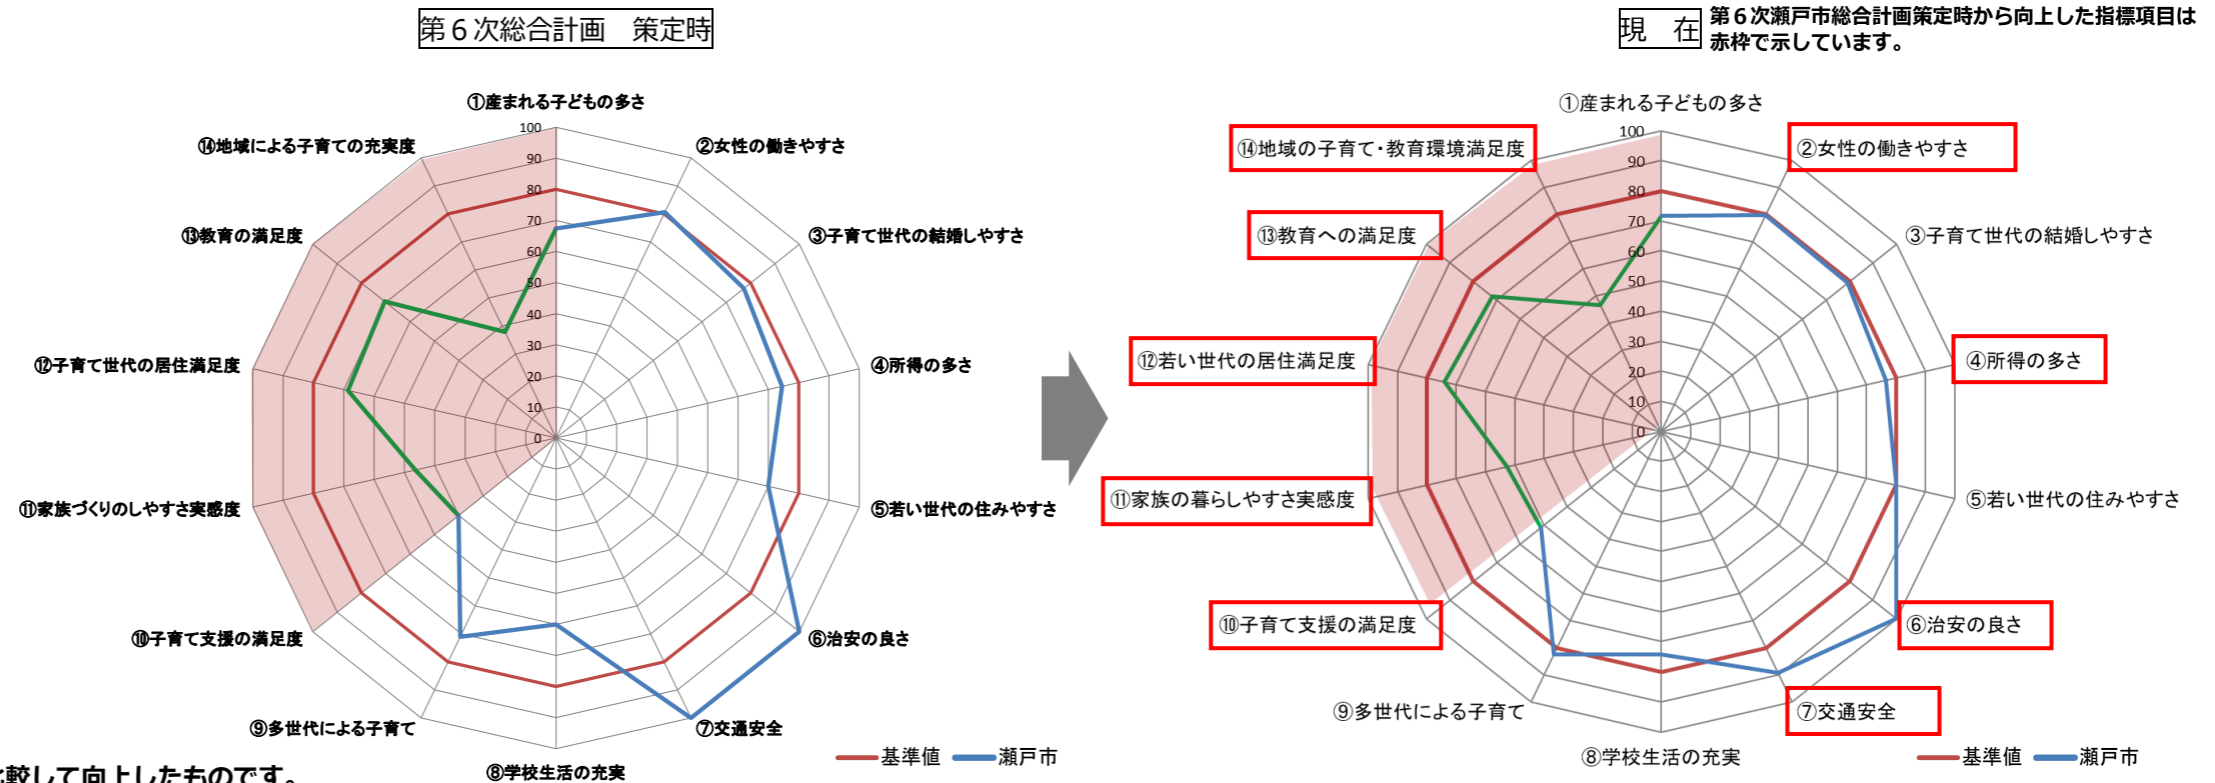 第６次総合計画　策定時
①産まれる子どもの多さ
②女性の働きやすさ
③子育て世代の結婚しやすさ
④所得の多さ
⑤若い世代の住みやすさ
⑥治安の良さ
⑦交通安全
⑧学校生活の充実
⑨多世代による子育て
⑩子育て支援の満足度
⑪家族づくりのしやすさ実感度
⑫子育て世代の居住満足度
⑬教育の満足度
⑭地域による子育ての充実度
100
90
80
70
60
50
40
30
20
10
0
基準値
瀬戸市
較して向上したものです。
現　在
第６次瀬戸市総合計画策定時から向上した指標項目は
赤枠で示しています。
①産まれる子どもの多さ
②女性の働きやすさ
③子育て世代の結婚しやすさ
④所得の多さ
⑤若い世代の住みやすさ
⑥治安の良さ
⑦交通安全
⑧学校生活の充実
⑨多世代による子育て
⑩子育て支援の満足度
⑪家族の暮らしやすさ実感度
⑫若い世代の居住満足度
⑬教育への満足度
⑭地域の子育て・教育環境満足度
100
90
80
70
60
50
40
30
20
10
0
基準値
瀬戸市